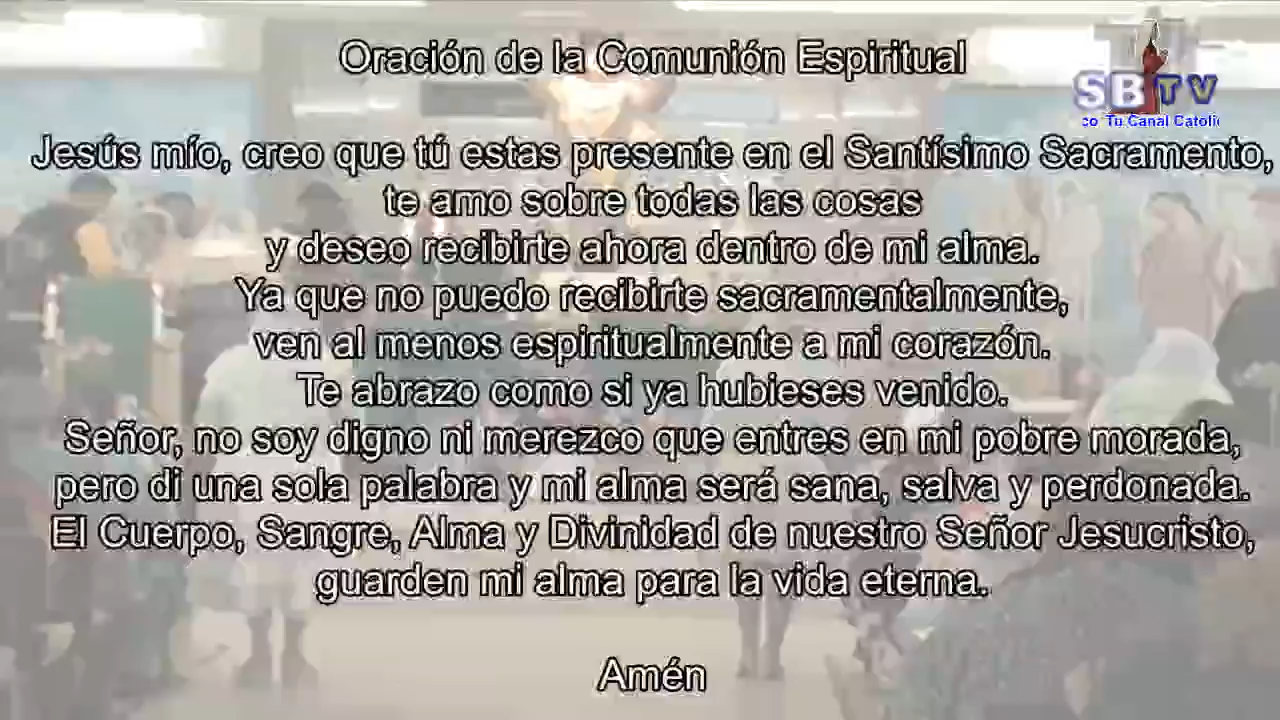 Oración de la Comunión Espiritual
SBTV
co Tu Canal Catolic
Jesús mío, creo que tú estas presente en el Santísimo Sacramento,
te amo sobre todas las cosas
y deseo recibirte ahora dentro de mi alma.
Ya que no puedo recibirte sacramentalmente,
ven al menos espiritualmente a mi corazón.
Te abrazo como si ya hubieses venido.
Señor, no soy digno ni merezco que entres en mi pobre morada,
pero di una sola palabra y mi alma será sana, salva y perdonada.
El Cuerpo, Sangre, Alma y Divinidad de nuestro Señor Jesucristo,
guarden mi alma para la vida eterna.
Amén